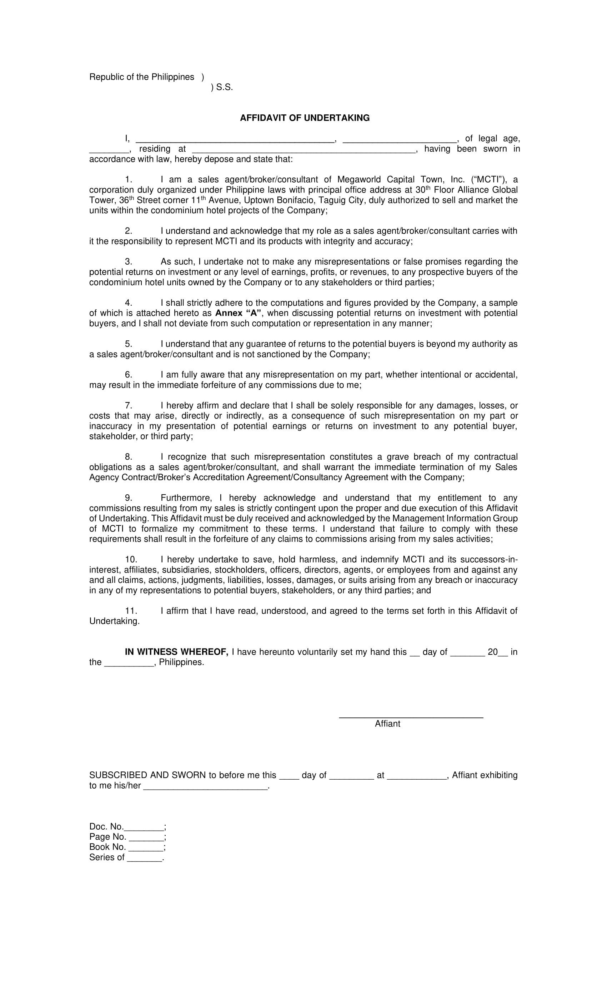 Republic of the Philippines )
) S.S.
AFFIDAVIT OF UNDERTAKING
I, ________________________________________, _______________________, of legal age,
________, residing at _____________________________________________, having been sworn in
accordance with law, hereby depose and state that:
1. I am a sales agent/broker/consultant of Megaworld Capital Town, Inc. (“MCTI”), a
corporation duly organized under Philippine laws with principal office address at 30th Floor Alliance Global
Tower, 36th Street corner 11th Avenue, Uptown Bonifacio, Taguig City, duly authorized to sell and market the
units within the condominium hotel projects of the Company;
2. I understand and acknowledge that my role as a sales agent/broker/consultant carries with
it the responsibility to represent MCTI and its products with integrity and accuracy;
3. As such, I undertake not to make any misrepresentations or false promises regarding the
potential returns on investment or any level of earnings, profits, or revenues, to any prospective buyers of the
condominium hotel units owned by the Company or to any stakeholders or third parties;
4. I shall strictly adhere to the computations and figures provided by the Company, a sample
of which is attached hereto as Annex “A”, when discussing potential returns on investment with potential
buyers, and I shall not deviate from such computation or representation in any manner;
5. I understand that any guarantee of returns to the potential buyers is beyond my authority as
a sales agent/broker/consultant and is not sanctioned by the Company;
6. I am fully aware that any misrepresentation on my part, whether intentional or accidental,
may result in the immediate forfeiture of any commissions due to me;
7. I hereby affirm and declare that I shall be solely responsible for any damages, losses, or
costs that may arise, directly or indirectly, as a consequence of such misrepresentation on my part or
inaccuracy in my presentation of potential earnings or returns on investment to any potential buyer,
stakeholder, or third party;
8. I recognize that such misrepresentation constitutes a grave breach of my contractual
obligations as a sales agent/broker/consultant, and shall warrant the immediate termination of my Sales
Agency Contract/Broker’s Accreditation Agreement/Consultancy Agreement with the Company;
9. Furthermore, I hereby acknowledge and understand that my entitlement to any
commissions resulting from my sales is strictly contingent upon the proper and due execution of this Affidavit
of Undertaking. This Affidavit must be duly received and acknowledged by the Management Information Group
of MCTI to formalize my commitment to these terms. I understand that failure to comply with these
requirements shall result in the forfeiture of any claims to commissions arising from my sales activities;
10. I hereby undertake to save, hold harmless, and indemnify MCTI and its successors-in-
interest, affiliates, subsidiaries, stockholders, officers, directors, agents, or employees from and against any
and all claims, actions, judgments, liabilities, losses, damages, or suits arising from any breach or inaccuracy
in any of my representations to potential buyers, stakeholders, or any third parties; and
11. I affirm that I have read, understood, and agreed to the terms set forth in this Affidavit of
Undertaking.
IN WITNESS WHEREOF, I have hereunto voluntarily set my hand this __ day of _______ 20__ in
the __________, Philippines.
_____________________________
Affiant
SUBSCRIBED AND SWORN to before me this ____ day of _________ at ____________, Affiant exhibiting
to me his/her _________________________.
Doc. No.________;
Page No. _______;
Book No. _______;
Series of _______.